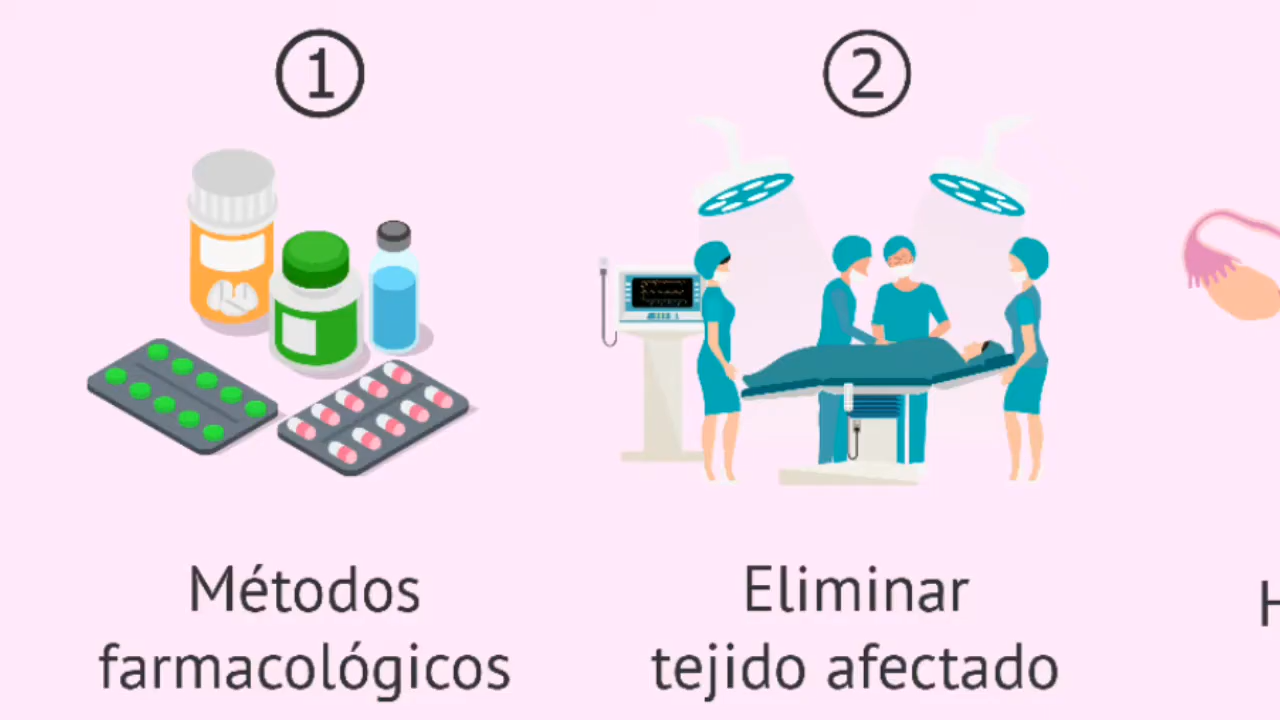 1
2
Métodos
farmacológicos
Eliminar
tejido afectado
H